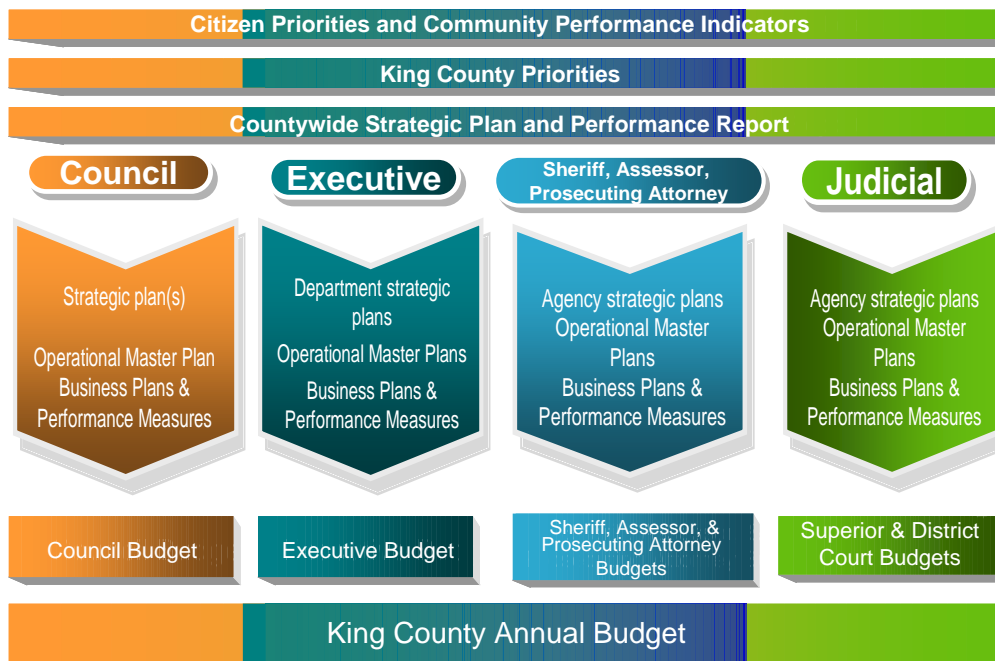 Citizen Priorities and Community Performance Indicators
King County Priorities
Countywide Strategic Plan and Performance Report
Council
Strategic plan(s)
Operational Master Plan
Business Plans &
Performance Measures
Council Budget
Executive
Department strategic
plans
Operational Master Plans
Business Plans &
Performance Measures
Executive Budget
Sheriff, Assessor,
Prosecuting Attorney
Agency strategic plans
Operational Master
Plans
Business Plans &
Performance Measures
Sheriff, Assessor, &
Prosecuting Attorney
Budgets
Judicial
Agency strategic plans
Operational Master
Plans
Business Plans &
Performance Measures
Superior & District
Court Budgets
King County Annual Budget